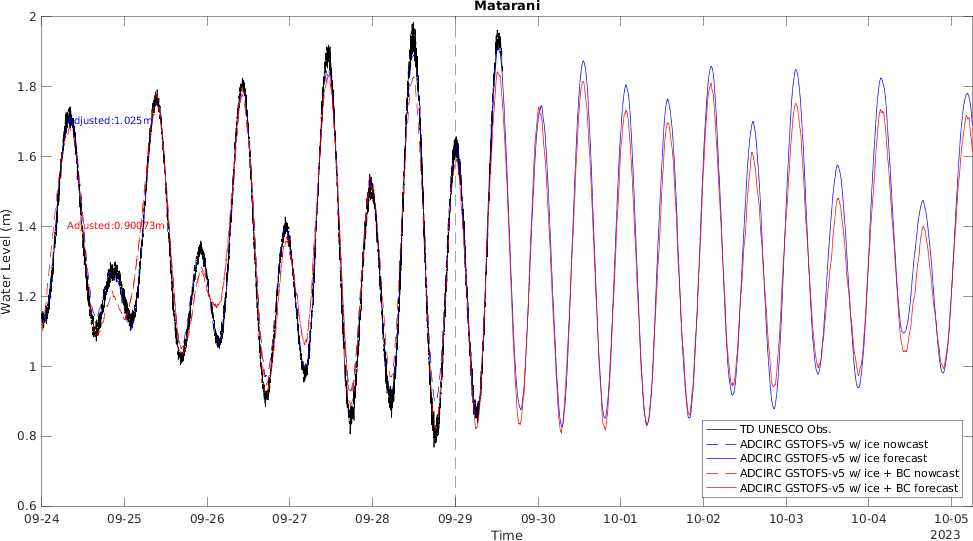 Matarani
2
1.8
1.6
1.4
1.2
1
0.8
0.6
Water Level (m)
Adjusted:1.025m
Adjusted:0.90073m
TD UNESCO Obs.
ADCIRC GSTOFS-v5 w/ ice nowcast
ADCIRC GSTOFS-v5 w/ ice forecast
ADCIRC GSTOFS-v5 w/ ice + BC nowcast
ADCIRC GSTOFS-v5 w/ ice + BC forecast
09-24 09-25 09-26 09-27 09-28 09-29 09-30 10-01 10-02 10-03 10-04 10-05
Time
2023